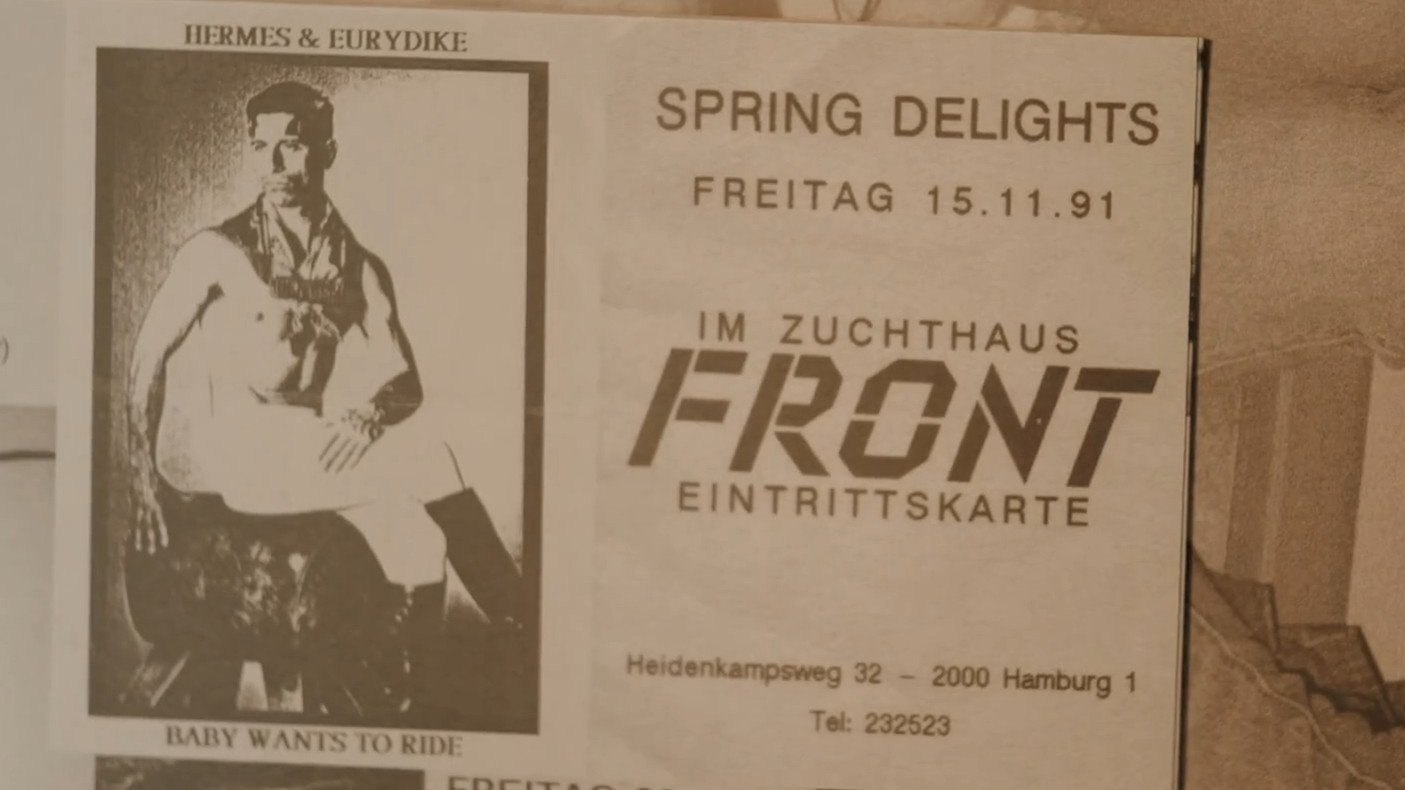 HERMES & EURYDIKE
BABY WANTS TO RIDE
SPRING DELIGHTS
FREITAG 15.11.91
IM ZUCHTHAUS
FRONT
EINTRITTSKARTE
Heidenkampsweg 32 – 2000 Hamburg 1
Tel: 232523
FREITAG